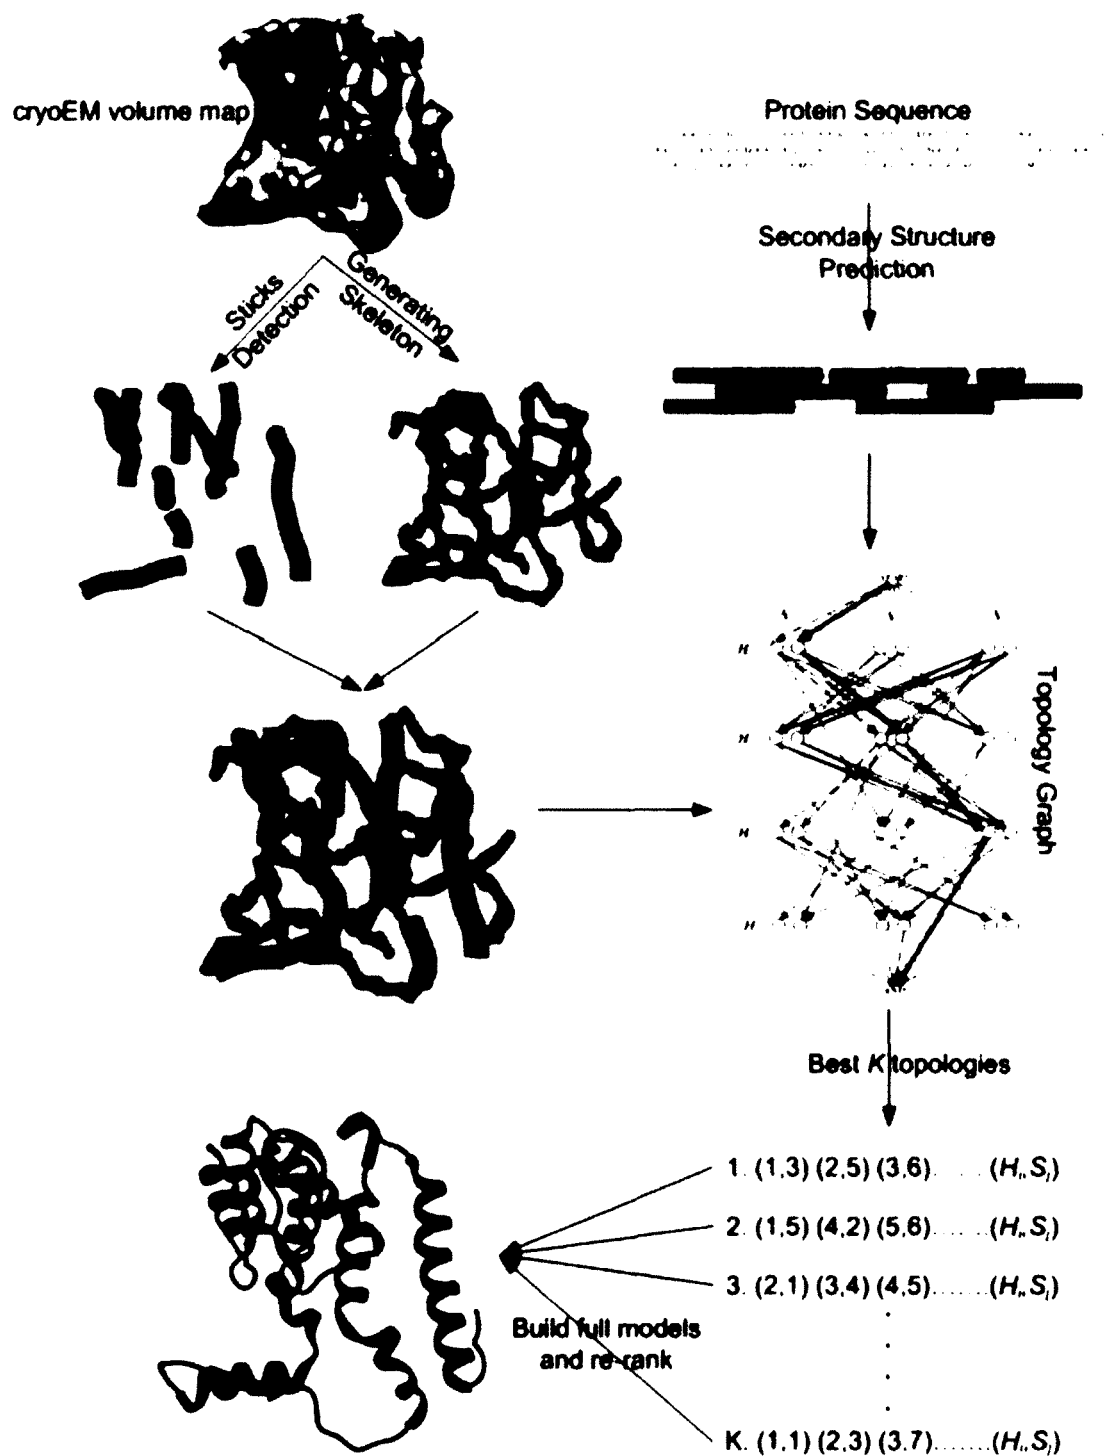 cryoEM volume map
Protein Sequence
Secondary Structure
Prediction
Sticks
Detection
Generating
Skeleton
H
H
H
H
Topology Graph
Best K topologies
1. (1,3) (2,5) (3,6)...... (Hᵢ, Sⱼ)
2. (1,5) (4,2) (5,6)...... (Hᵢ, Sⱼ)
3. (2,1) (3,4) (4,5)...... (Hᵢ, Sⱼ)
Build full models
and re-rank
K. (1,1) (2,3) (3,7)...... (Hᵢ, Sⱼ)